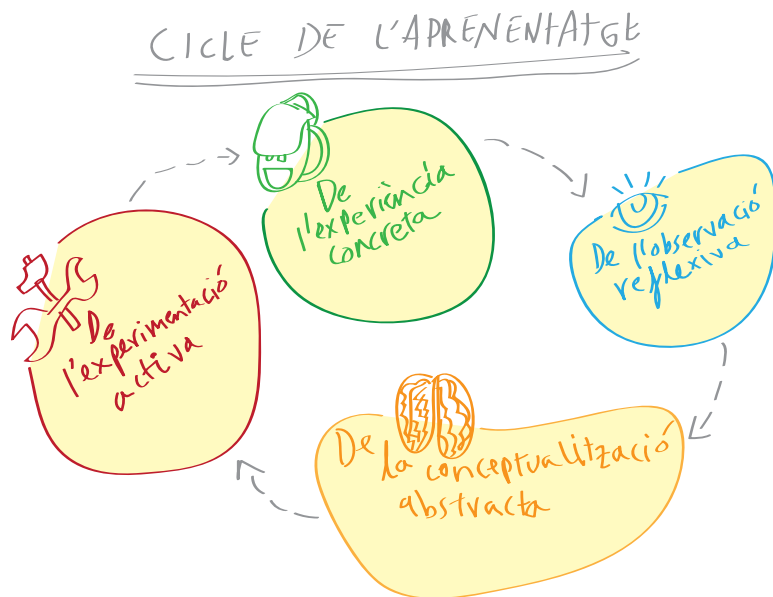 CICLE DE L'APRENENTATGE
De
l'experiència
concreta
De l'observació
reflexiva
De
la conceptualització
abstracta
De
l'experimentació
activa